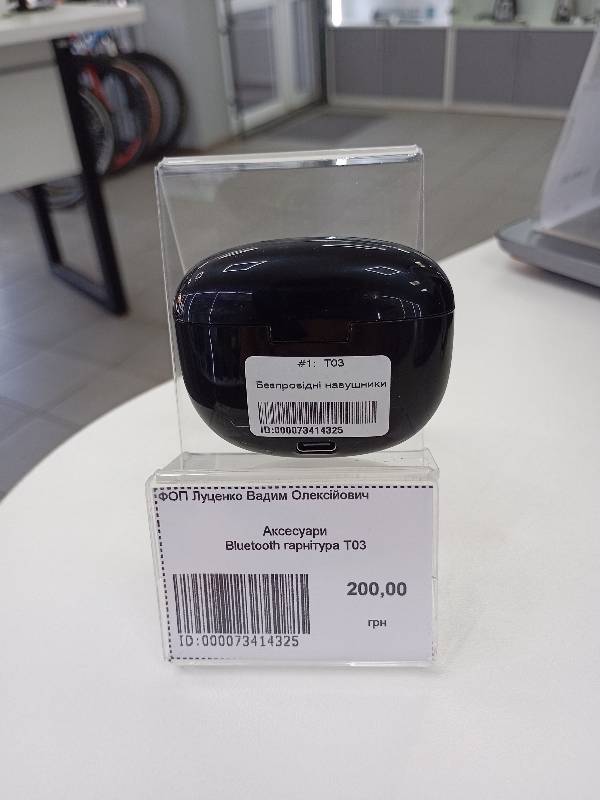 #1: T03
Безпровідні навушники
ID:000073414325
ФОП Луценко Вадим Олексійович
Аксесуари
Bluetooth гарнітура T03
200,00
грн
ID:000073414325